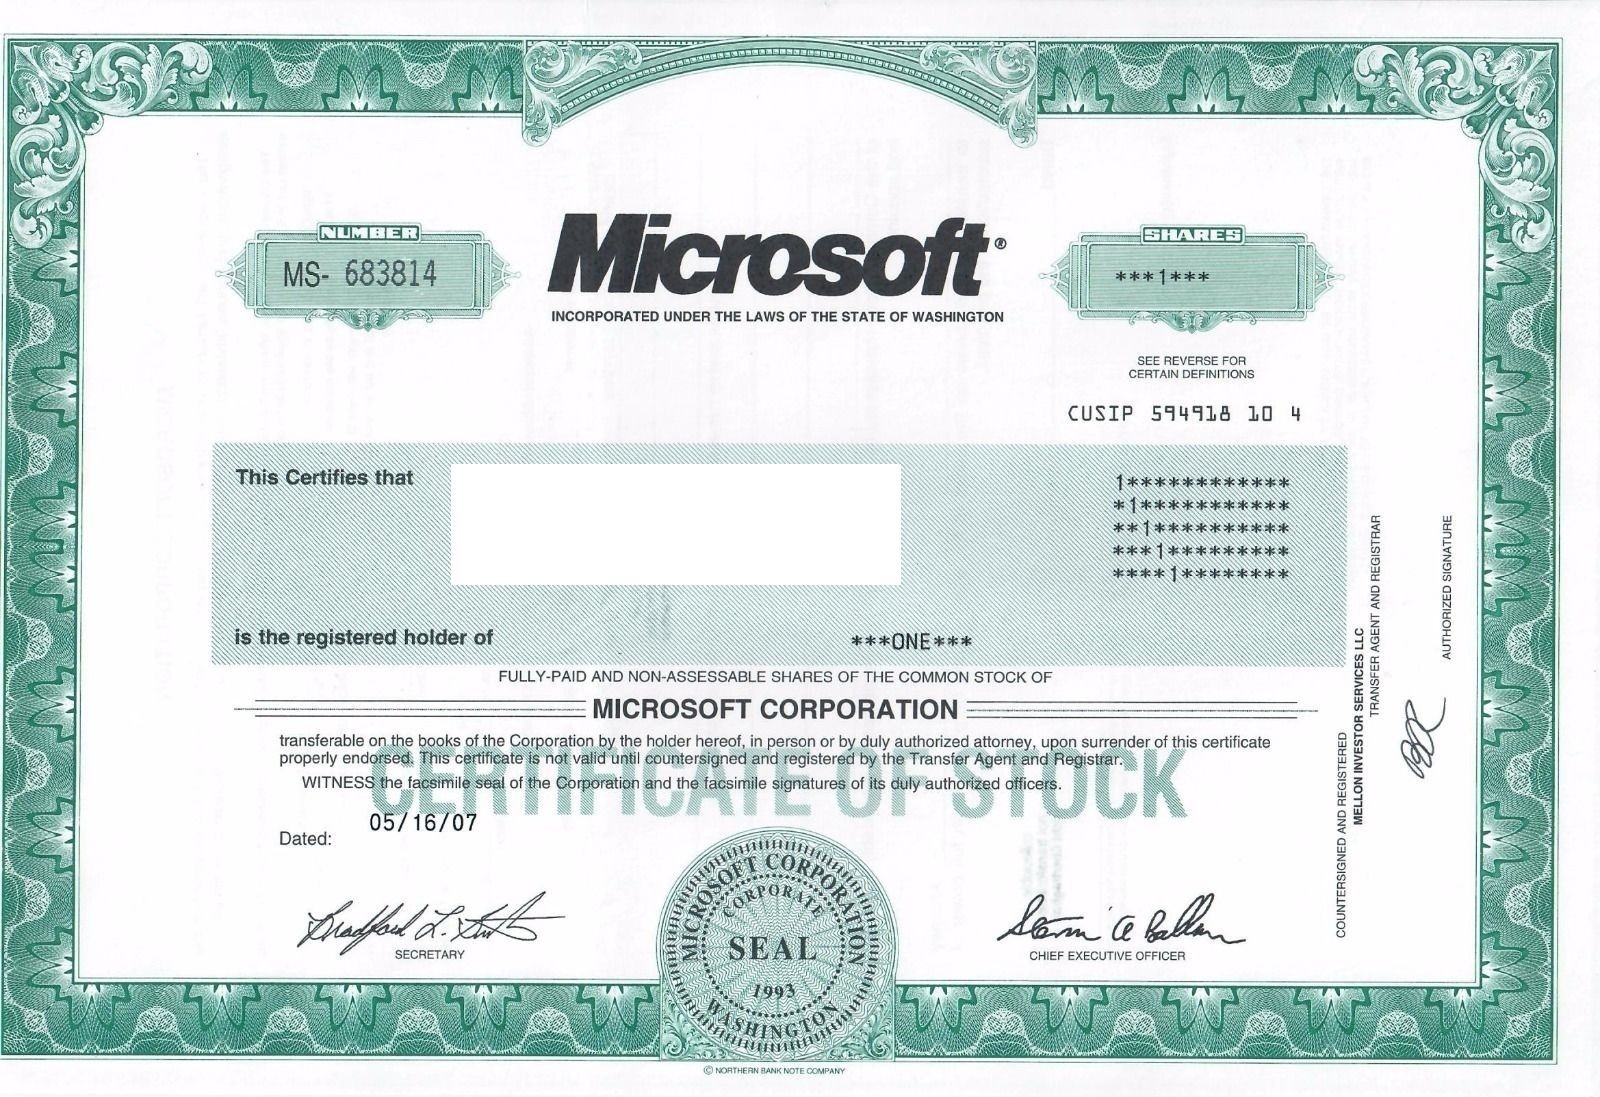 NUMBER
MS- 683814
Microsoft®
INCORPORATED UNDER THE LAWS OF THE STATE OF WASHINGTON
SHARES
***1***
SEE REVERSE FOR
CERTAIN DEFINITIONS
CUSIP 594918 10 4
This Certifies that
1************
*1***********
**1**********
***1*********
****1********
is the registered holder of
***ONE***
FULLY-PAID AND NON-ASSESSABLE SHARES OF THE COMMON STOCK OF
MICROSOFT CORPORATION
transferable on the books of the Corporation by the holder hereof, in person or by duly authorized attorney, upon surrender of this certificate
properly endorsed. This certificate is not valid until countersigned and registered by the Transfer Agent and Registrar.
WITNESS the facsimile seal of the Corporation and the facsimile signatures of its duly authorized officers.
CERTIFICATE OF STOCK
05/16/07
Dated:
Bradford L.
SECRETARY
MICROSOFT CORPORATION
CORPORATE
SEAL
1993
WASHINGTON
Steven A Ballmer
CHIEF EXECUTIVE OFFICER
COUNTERSIGNED AND REGISTERED
MELLON INVESTOR SERVICES LLC
TRANSFER AGENT AND REGISTRAR
AUTHORIZED SIGNATURE
© NORTHERN BANK NOTE COMPANY